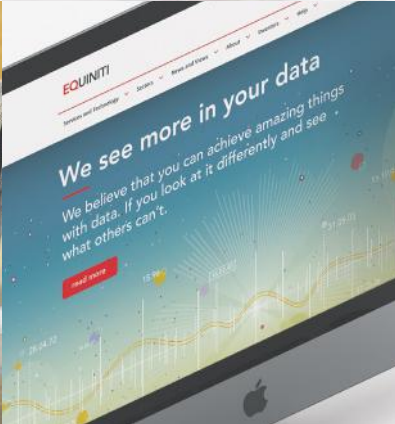 EQUINITI
Services and Technology Sectors News and Views About Investors Help
We see more in your data
We believe that you can achieve amazing things
with data. If you look at it differently and see
what others can't.
read more